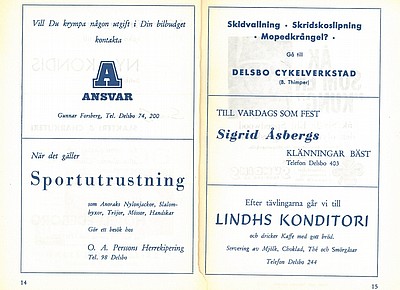 Vill Du krympa någon utgift i Din bilbudget
kontakta
A
ANSVAR
Gunnar Forsberg, Tel. Delsbo 74, 200
När det gäller
Sportutrustning
som Anoraks Nylonjackor, Slalom-
byxor, Tröjor, Mössor, Handskar
Gör ett besök hos
O. A. Perssons Herrekipering
Tel. 98 Delsbo
14
Skidvallning · Skridskoslipning
· Mopedkrångel? ·
Gå till
DELSBO CYKELVERKSTAD
(B. Thimper)
TILL VARDAGS SOM FEST
Sigrid Åsbergs
KLÄNNINGAR BÄST
Telefon Delsbo 403
Efter tävlingarna går vi till
LINDHS KONDITORI
och dricker Kaffe med gott bröd.
Servering av Mjölk, Choklad, Thé och Smörgåsar
Telefon Delsbo 244
15